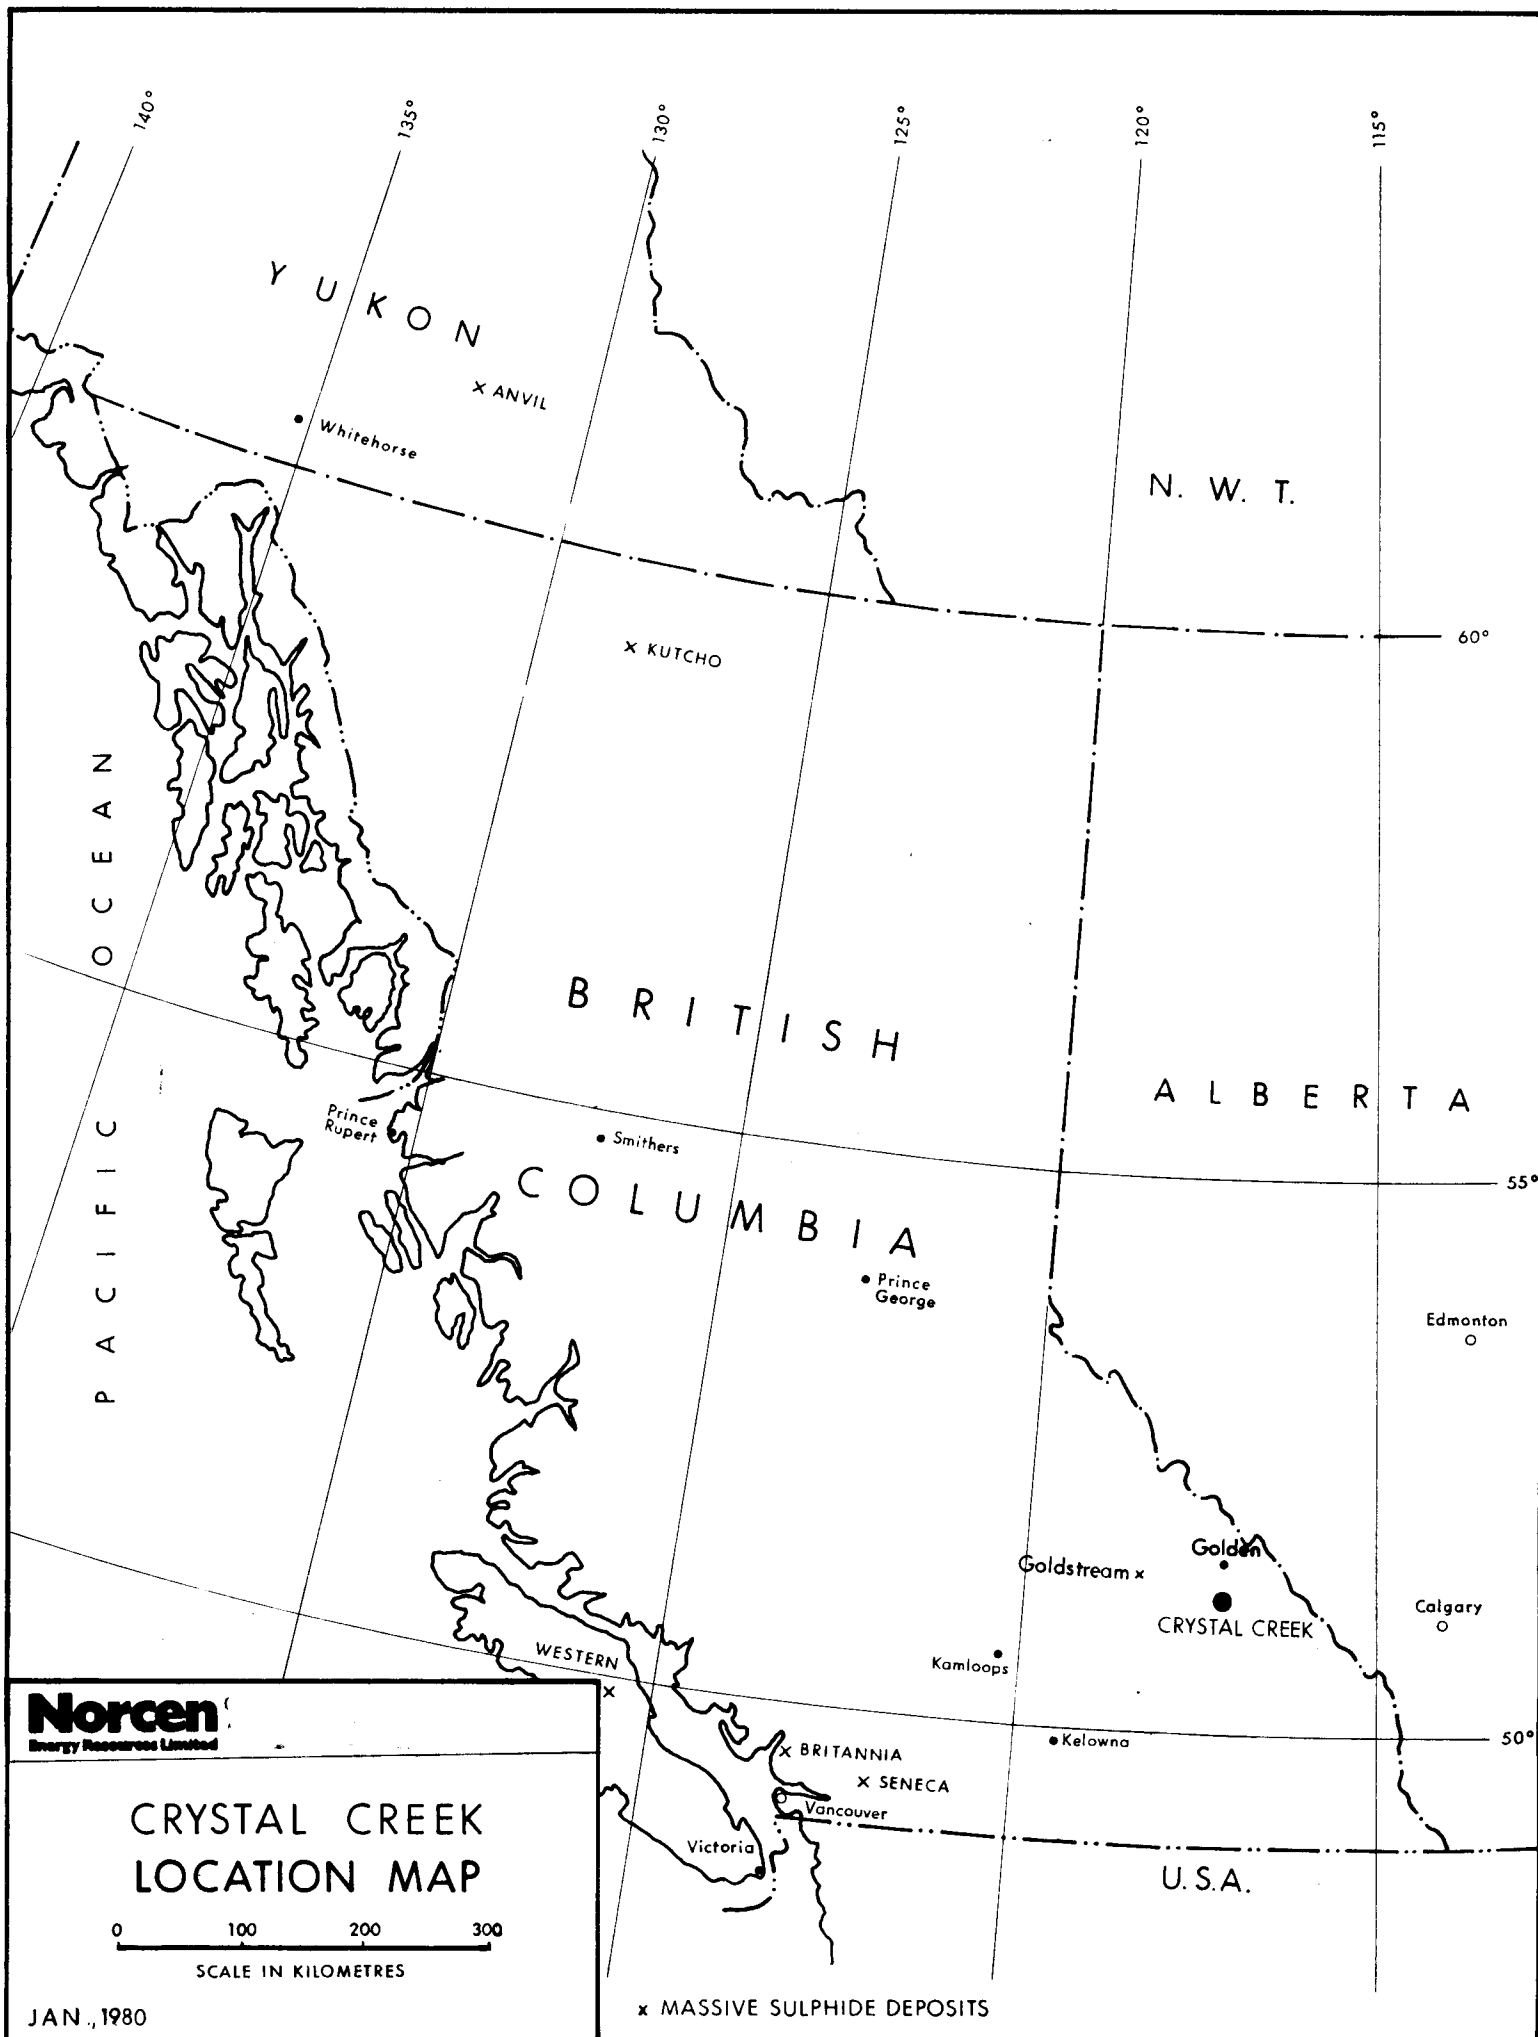 140°
135°
130°
125°
120°
115°
YUKON
x ANVIL
Whitehorse
N. W. T.
60°
x KUTCHO
PACIFIC OCEAN
BRITISH
COLUMBIA
ALBERTA
Prince
Rupert
Smithers
55°
Prince
George
Edmonton
Golden
Goldstream x
CRYSTAL CREEK
Calgary
Kamloops
WESTERN
x
Kelowna
50°
x BRITANNIA
x SENECA
Vancouver
Victoria
U.S.A.
Norcen
Energy Resources Limited
CRYSTAL CREEK
LOCATION MAP
0 100 200 300
SCALE IN KILOMETRES
JAN., 1980
x MASSIVE SULPHIDE DEPOSITS